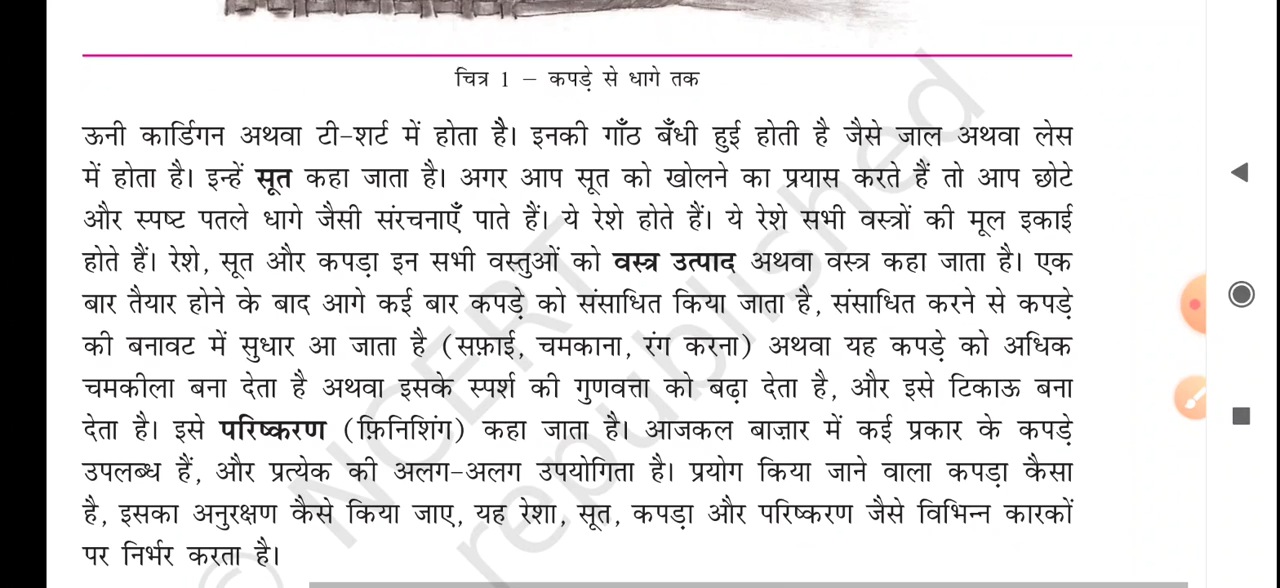 चित्र 1 – कपड़े से धागे तक
ऊनी कार्डिगन अथवा टी-शर्ट में होता है। इनकी गाँठ बँधी हुई होती है जैसे जाल अथवा लेस
में होता है। इन्हें सूत कहा जाता है। अगर आप सूत को खोलने का प्रयास करते हैं तो आप छोटे
और स्पष्ट पतले धागे जैसी संरचनाएँ पाते हैं। ये रेशे होते हैं। ये रेशे सभी वस्त्रों की मूल इकाई
होते हैं। रेशे, सूत और कपड़ा इन सभी वस्तुओं को वस्त्र उत्पाद अथवा वस्त्र कहा जाता है। एक
बार तैयार होने के बाद आगे कई बार कपड़े को संसाधित किया जाता है, संसाधित करने से कपड़े
की बनावट में सुधार आ जाता है (सफ़ाई, चमकाना, रंग करना) अथवा यह कपड़े को अधिक
चमकीला बना देता है अथवा इसके स्पर्श की गुणवत्ता को बढ़ा देता है, और इसे टिकाऊ बना
देता है। इसे परिष्करण (फ़िनिशिंग) कहा जाता है। आजकल बाज़ार में कई प्रकार के कपड़े
उपलब्ध हैं, और प्रत्येक की अलग-अलग उपयोगिता है। प्रयोग किया जाने वाला कपड़ा कैसा
है, इसका अनुरक्षण कैसे किया जाए, यह रेशा, सूत, कपड़ा और परिष्करण जैसे विभिन्न कारकों
पर निर्भर करता है।
© NCERT
republished